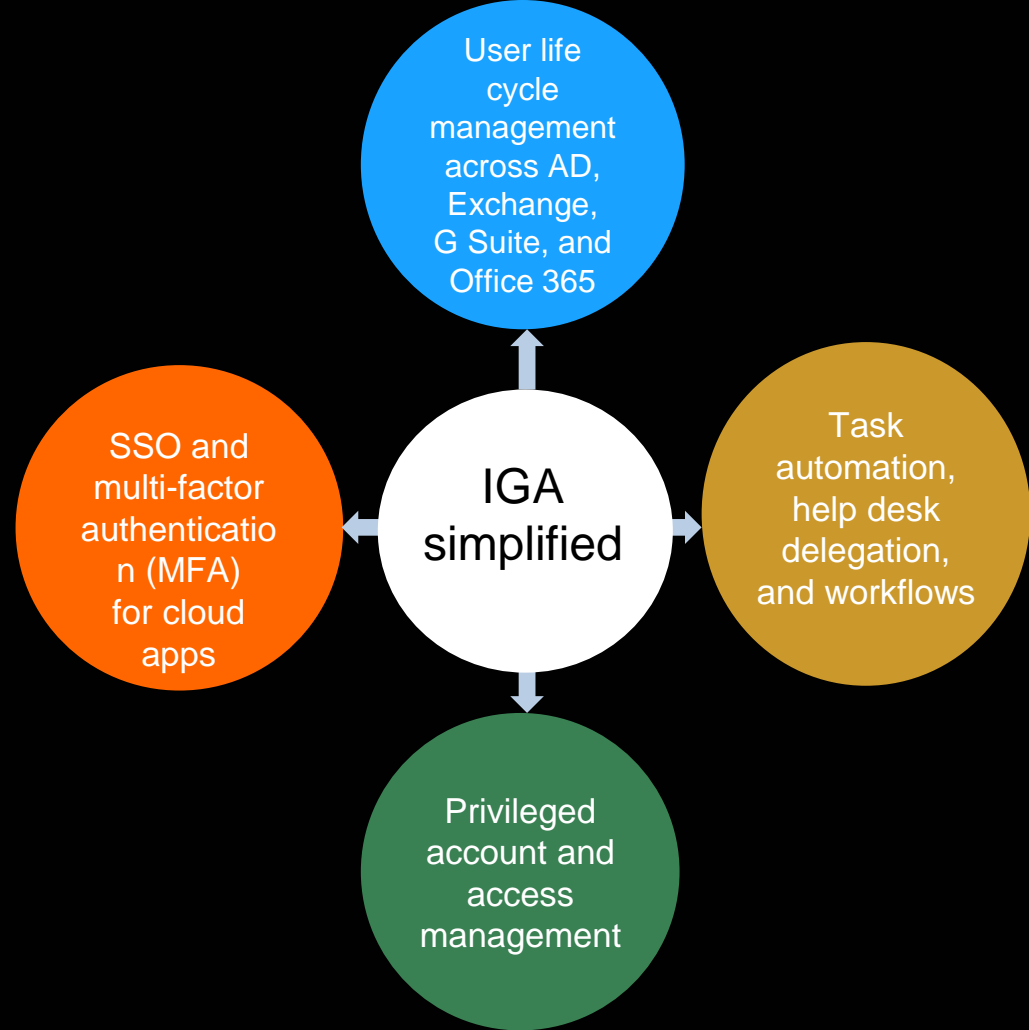 User life
cycle
management
across AD,
Exchange,
G Suite, and
Office 365
SSO and
multi-factor
authenticatio
n (MFA)
for cloud
apps
IGA
simplified
Task
automation,
help desk
delegation,
and workflows
Privileged
account and
access
management